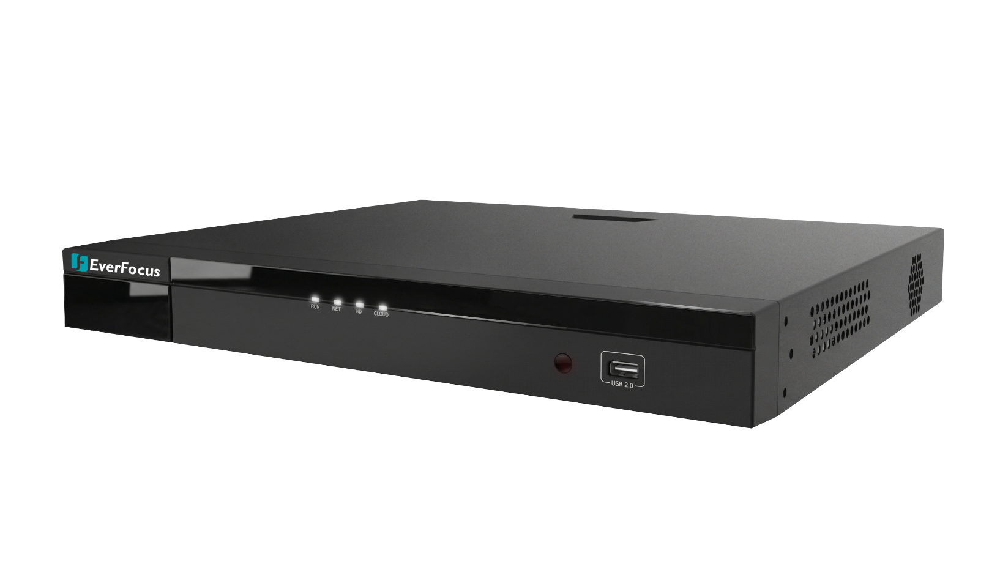 EverFocus
RUN
NET
HD
CLOUD
USB 2.0